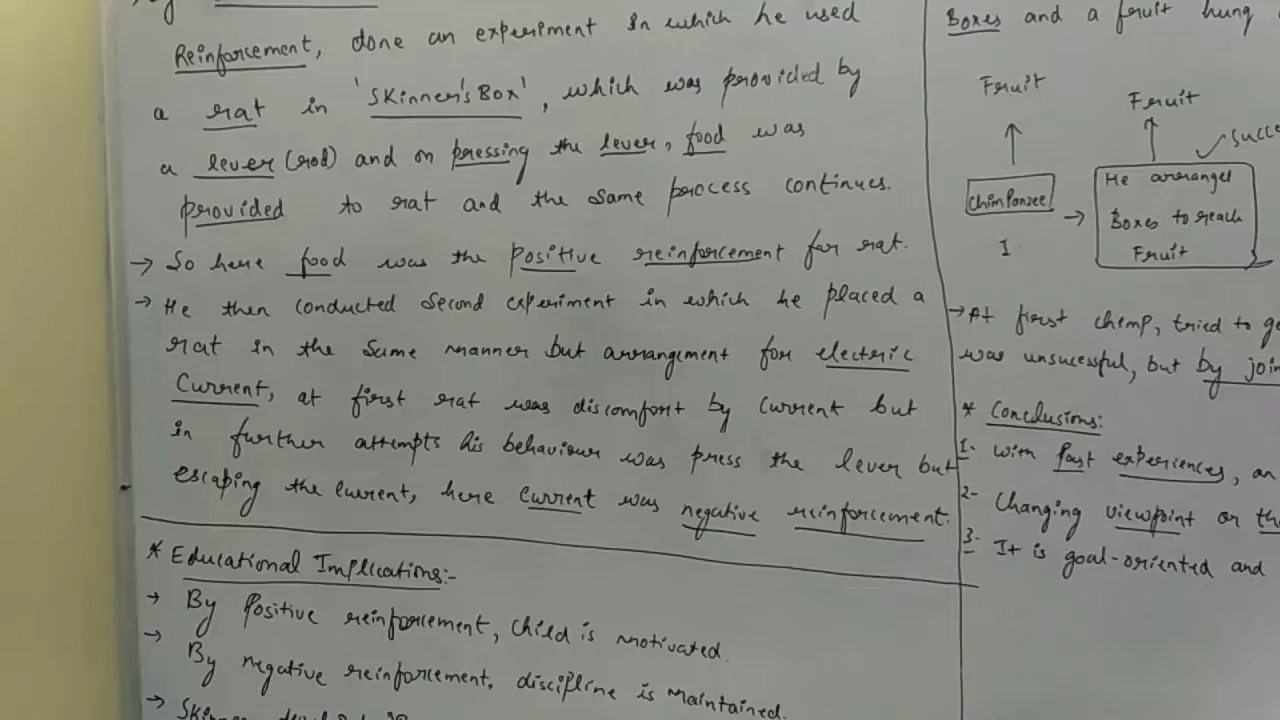 Reinforcement, done an experiment in which he used
a rat in 'Skinner's Box', which was provided by
a lever (rod) and on pressing the lever, food was
provided to rat and the same process continues.
→ So here food was the positive reinforcement for rat.
→ He then conducted second experiment in which he placed a
rat in the same manner but arrangement for electric
Current, at first rat was discomfort by current but
in further attempts his behaviour was press the lever but
escaping the current, here current was negative reinforcement.
* Educational Implications:-
→ By Positive reinforcement, child is motivated.
→ By negative reinforcement, discipline is maintained.
→ Skinner
Boxes and a fruit hung
Fruit
Fruit
✓ Succe
Chimponzee
I
→
He arranges
Boxes to reach
Fruit
→ At first chimp, tried to ge
was unsucessful, but by join
* Conclusions:
1- with Past experiences, an
2- Changing viewpoint or th
3- It is goal-oriented and